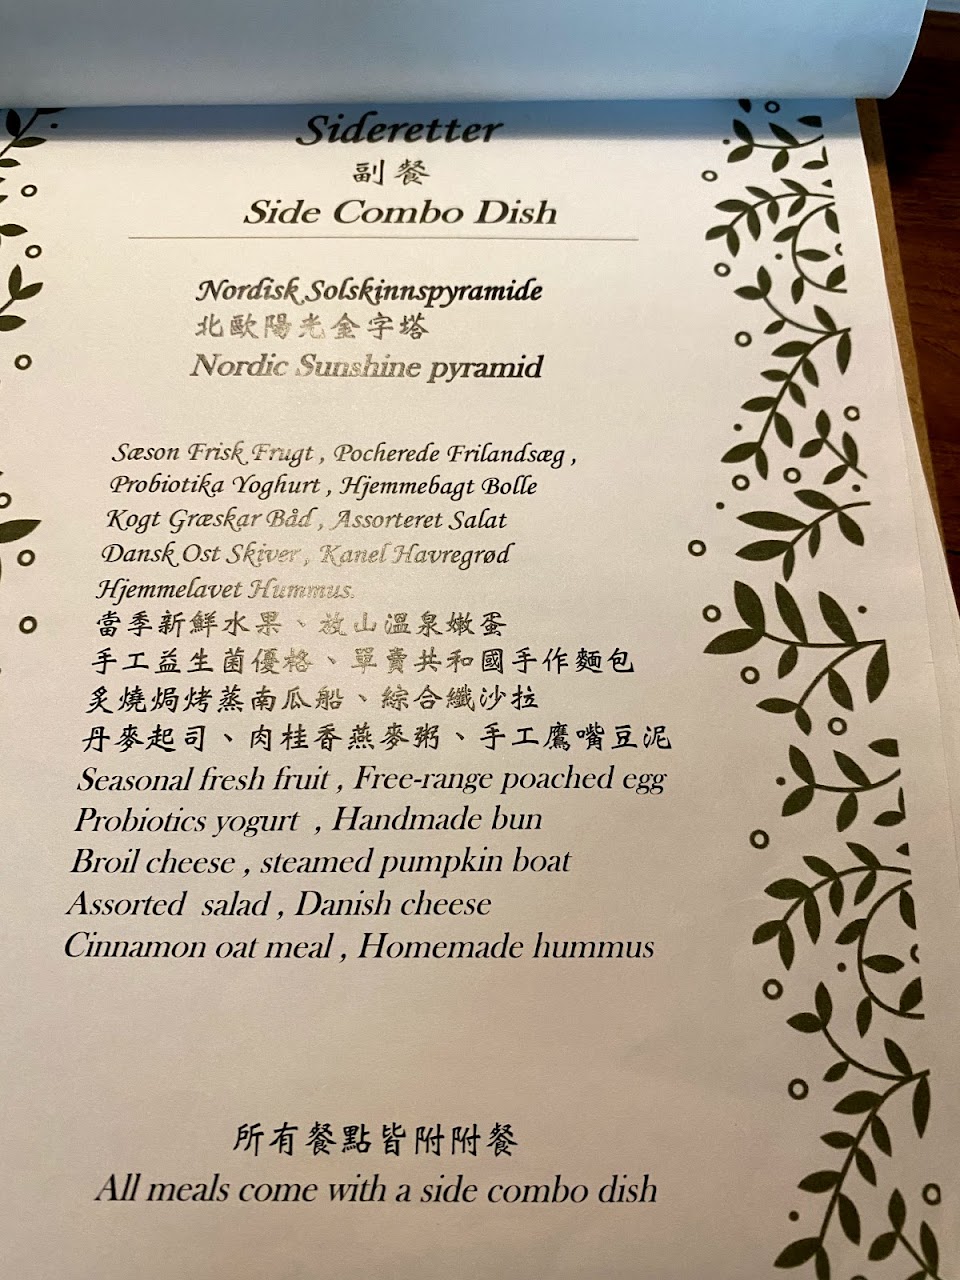 Sideretter
副餐
Side Combo Dish
Nordisk Solskinnspyramide
北歐陽光金字塔
Nordic Sunshine pyramid
Sæson Frisk Frugt , Pocherede Frilandsæg ,
Probiotika Yoghurt , Hjemmebagt Bolle
Kogt Græskar Båd , Assorteret Salat
Dansk Ost Skiver , Kanel Havregrød
Hjemmelavet Hummus.
當季新鮮水果、放山溫泉嫩蛋
手工益生菌優格、單賣共和國手作麵包
炙燒焗烤蒸南瓜船、綜合纖沙拉
丹麥起司、肉桂香燕麥粥、手工鷹嘴豆泥
Seasonal fresh fruit , Free-range poached egg
Probiotics yogurt , Handmade bun
Broil cheese , steamed pumpkin boat
Assorted salad , Danish cheese
Cinnamon oat meal , Homemade hummus
所有餐點皆附附餐
All meals come with a side combo dish